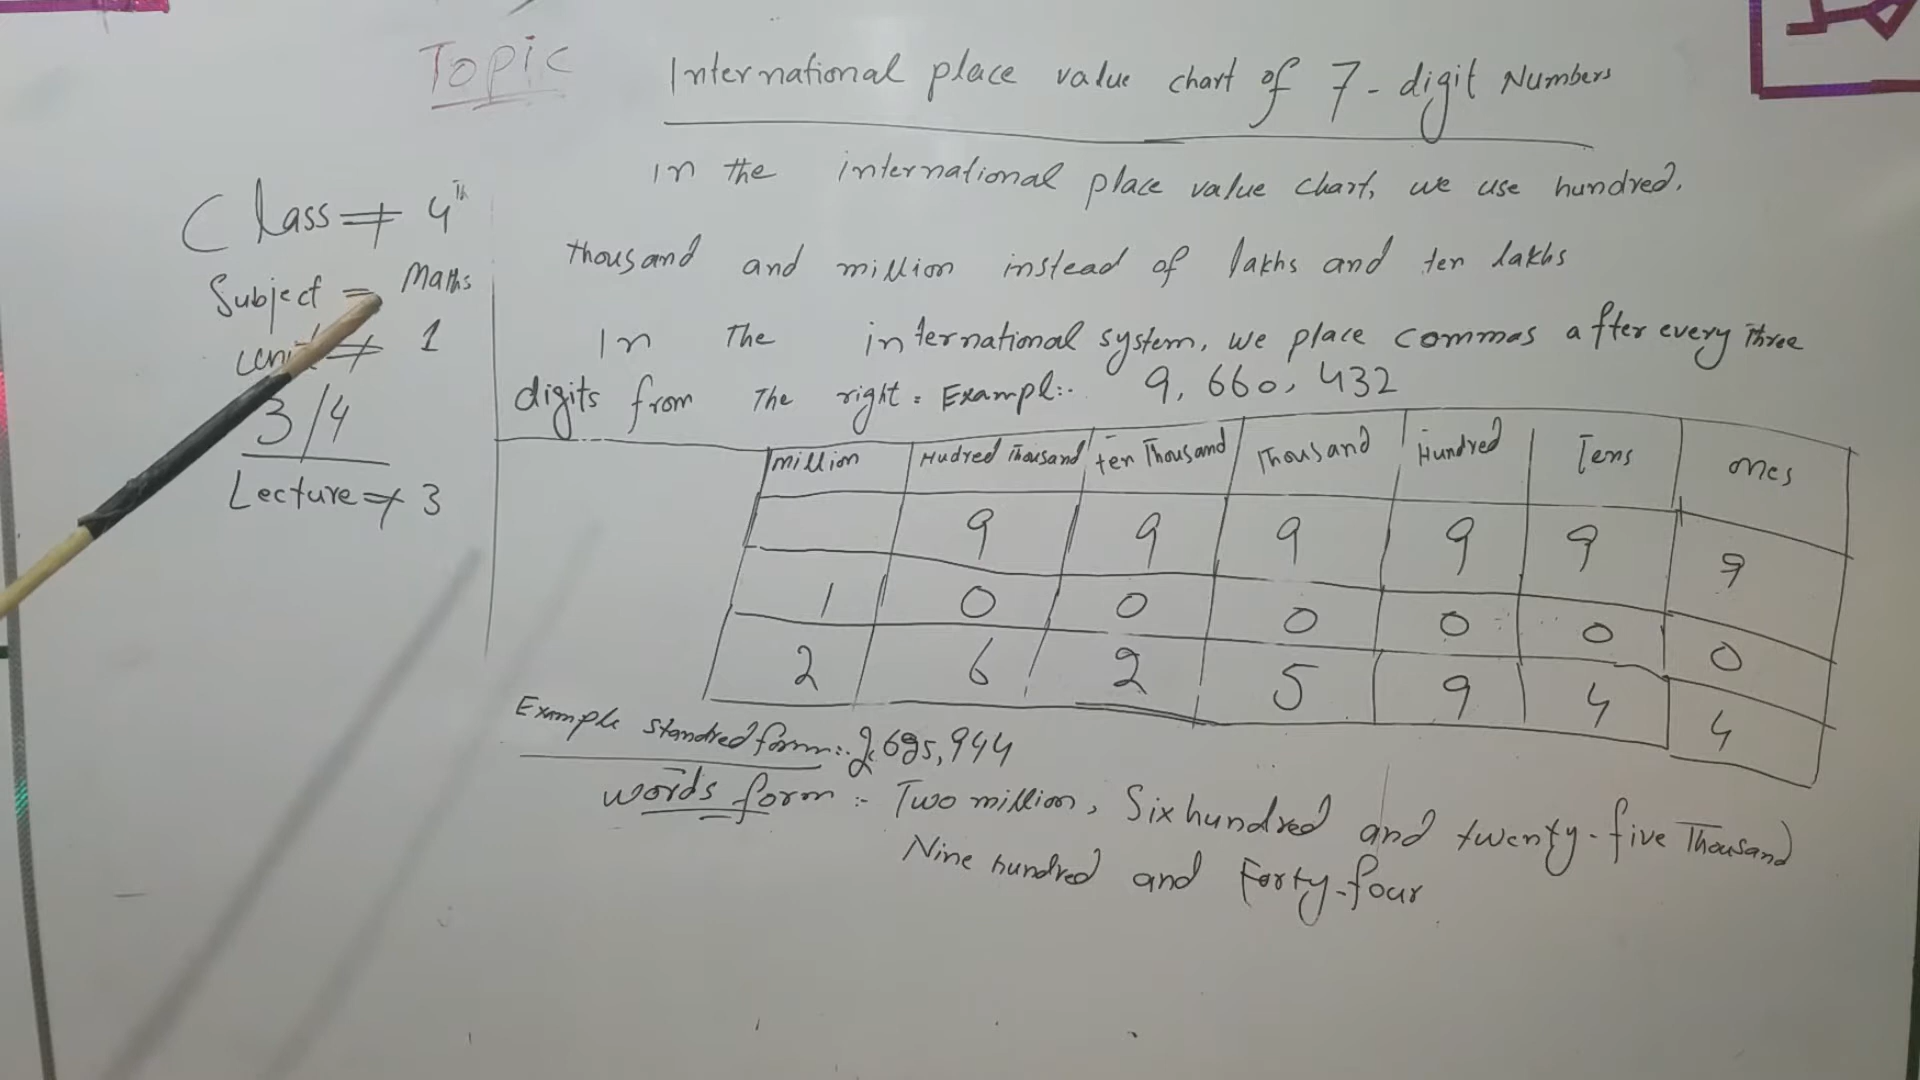 Topic
International place value chart of 7-digit Numbers
in the international place value chart, we use hundred.
thousand and million instead of lakhs and ten lakhs
In The international system, we place commas after every three
digits from The right. Exampl:- 9,660,432
Class ⇒ 4th
Subject = Maths
Unit ⇒ 1
3/4
Lecture ⇒ 3
million Hudred Thousand ten Thousand Thousand Hundred Tens ones
9 9 9 9 9 9
1 0 0 0 0 0 0
2 6 2 5 9 4 4
Example standred form:- 2,625,944
words form :- Two million, Six hundred and twenty-five Thousand
Nine hundred and Forty-four